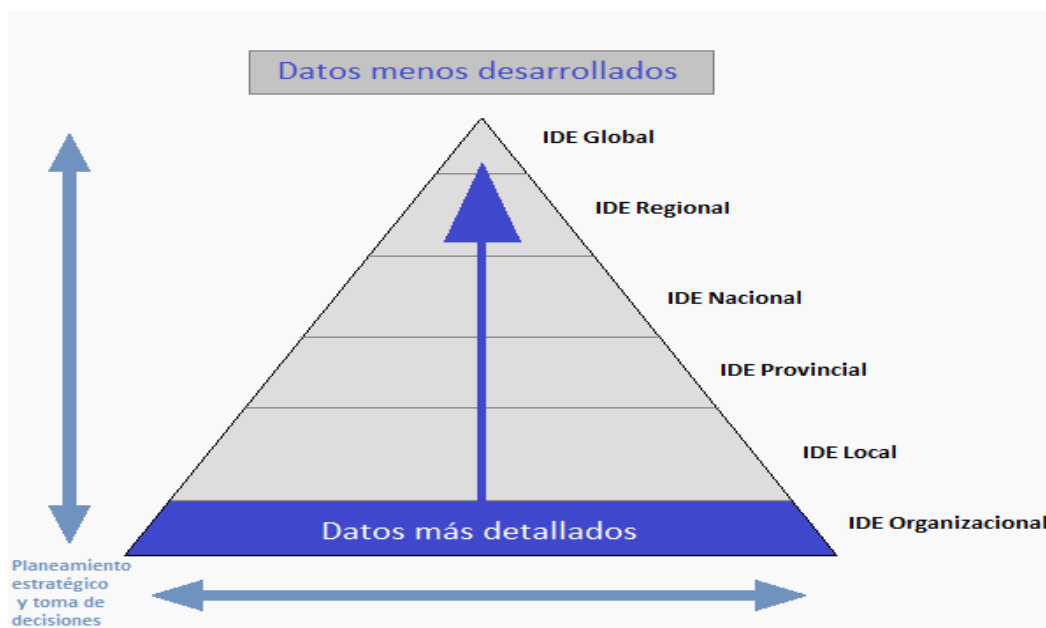 Datos menos desarrollados
IDE Global
IDE Regional
IDE Nacional
IDE Provincial
IDE Local
Datos más detallados
IDE Organizacional
Planeamiento
estratégico
y toma de
decisiones